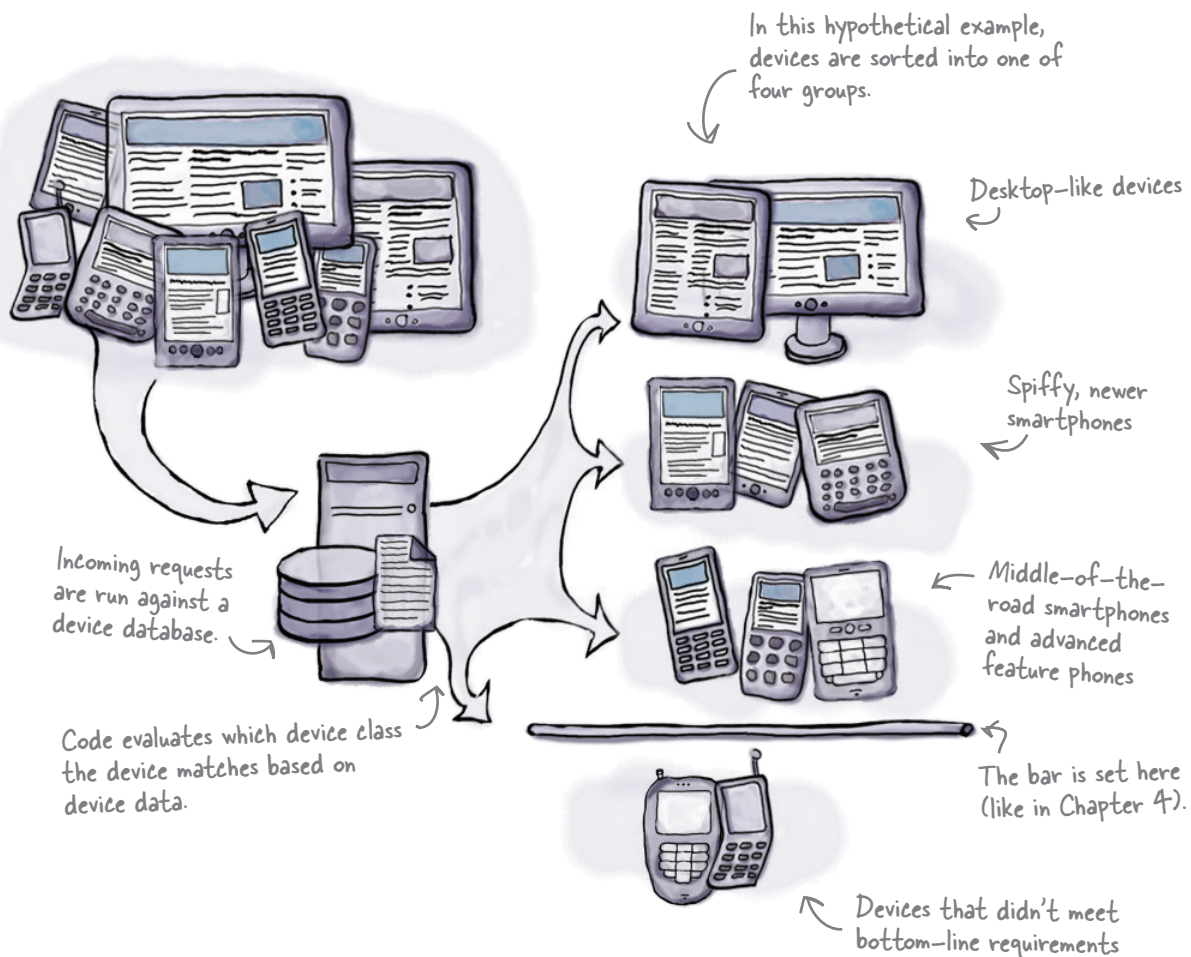 In this hypothetical example,
devices are sorted into one of
four groups.
Desktop-like devices
Spiffy, newer
smartphones
Incoming requests
are run against a
device database.
Middle-of-the-
road smartphones
and advanced
feature phones
Code evaluates which device class
the device matches based on
device data.
The bar is set here
(like in Chapter 4).
Devices that didn't meet
bottom-line requirements